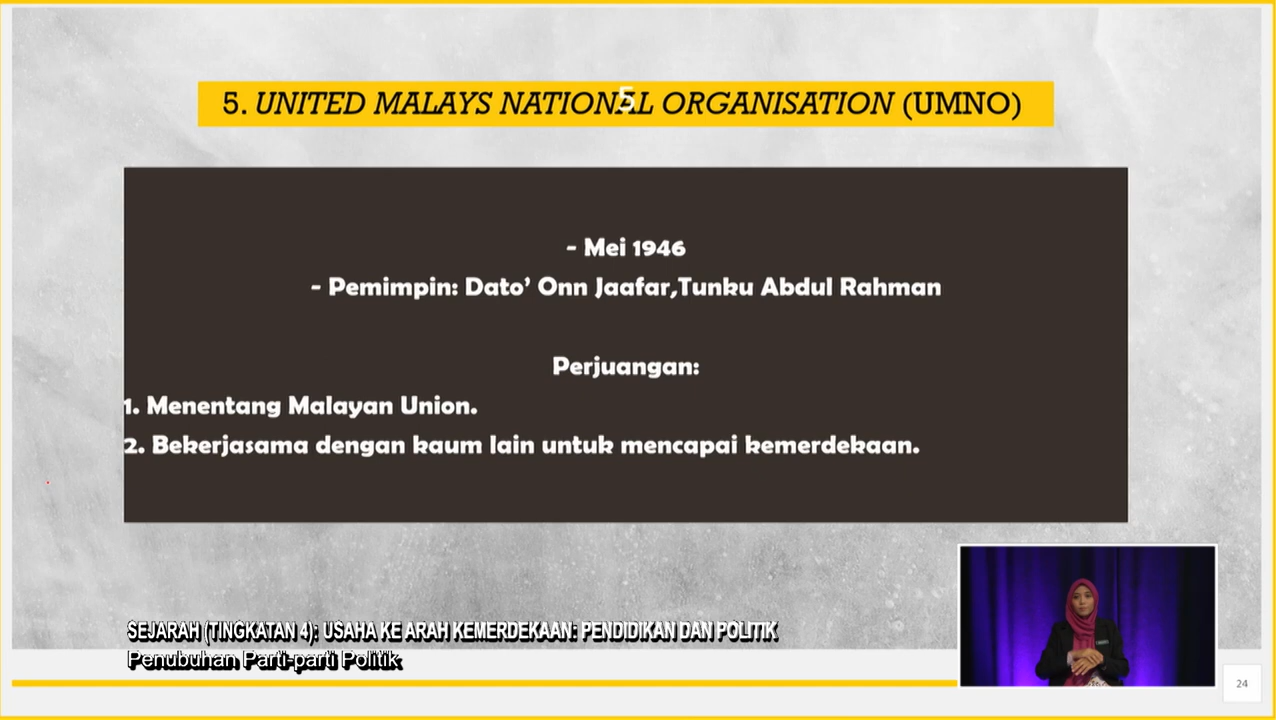 5. UNITED MALAYS NATIONAL ORGANISATION (UMNO)
5
- Mei 1946
- Pemimpin: Dato' Onn Jaafar,Tunku Abdul Rahman
Perjuangan:
1. Menentang Malayan Union.
2. Bekerjasama dengan kaum lain untuk mencapai kemerdekaan.
SEJARAH (TINGKATAN 4): USAHA KE ARAH KEMERDEKAAN: PENDIDIKAN DAN POLITIK
Penubuhan Parti-parti Politik
24